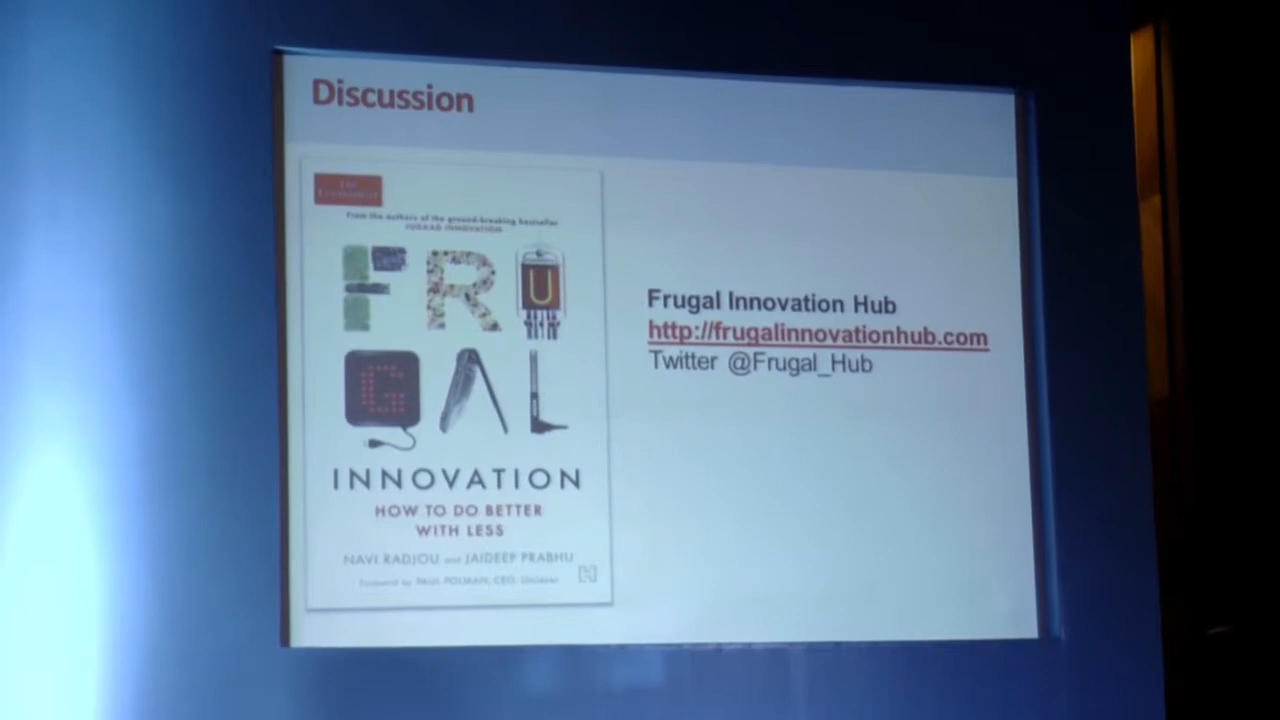 Discussion
The
Economist
From the authors of the ground-breaking bestseller
JUGAAD INNOVATION
FRU
GAL
INNOVATION
HOW TO DO BETTER
WITH LESS
NAVI RADJOU and JAIDEEP PRABHU
Foreword by PAUL POLMAN, CEO, Unilever
Frugal Innovation Hub
http://frugalinnovationhub.com
Twitter @Frugal_Hub